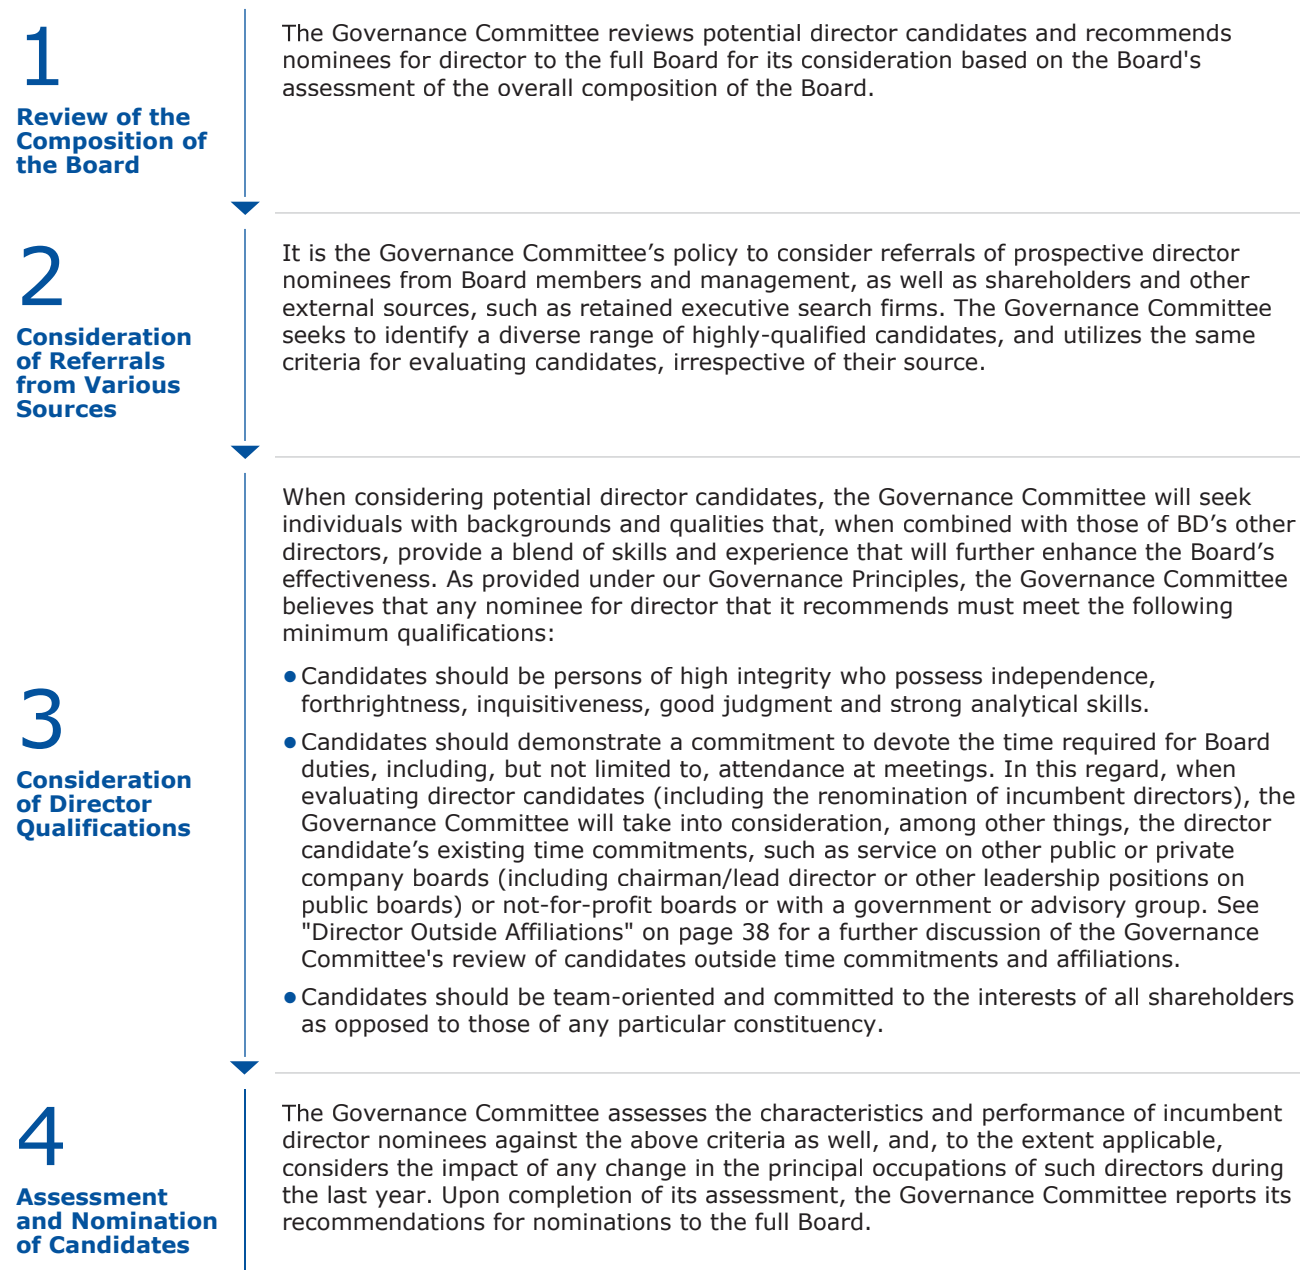 1
Review of the
Composition of
the Board
The Governance Committee reviews potential director candidates and recommends
nominees for director to the full Board for its consideration based on the Board's
assessment of the overall composition of the Board.
2
Consideration
of Referrals
from Various
Sources
It is the Governance Committee’s policy to consider referrals of prospective director
nominees from Board members and management, as well as shareholders and other
external sources, such as retained executive search firms. The Governance Committee
seeks to identify a diverse range of highly-qualified candidates, and utilizes the same
criteria for evaluating candidates, irrespective of their source.
3
Consideration
of Director
Qualifications
When considering potential director candidates, the Governance Committee will seek
individuals with backgrounds and qualities that, when combined with those of BD’s other
directors, provide a blend of skills and experience that will further enhance the Board’s
effectiveness. As provided under our Governance Principles, the Governance Committee
believes that any nominee for director that it recommends must meet the following
minimum qualifications:
● Candidates should be persons of high integrity who possess independence,
forthrightness, inquisitiveness, good judgment and strong analytical skills.
● Candidates should demonstrate a commitment to devote the time required for Board
duties, including, but not limited to, attendance at meetings. In this regard, when
evaluating director candidates (including the renomination of incumbent directors), the
Governance Committee will take into consideration, among other things, the director
candidate’s existing time commitments, such as service on other public or private
company boards (including chairman/lead director or other leadership positions on
public boards) or not-for-profit boards or with a government or advisory group. See
"Director Outside Affiliations" on page 38 for a further discussion of the Governance
Committee's review of candidates outside time commitments and affiliations.
● Candidates should be team-oriented and committed to the interests of all shareholders
as opposed to those of any particular constituency.
4
Assessment
and Nomination
of Candidates
The Governance Committee assesses the characteristics and performance of incumbent
director nominees against the above criteria as well, and, to the extent applicable,
considers the impact of any change in the principal occupations of such directors during
the last year. Upon completion of its assessment, the Governance Committee reports its
recommendations for nominations to the full Board.